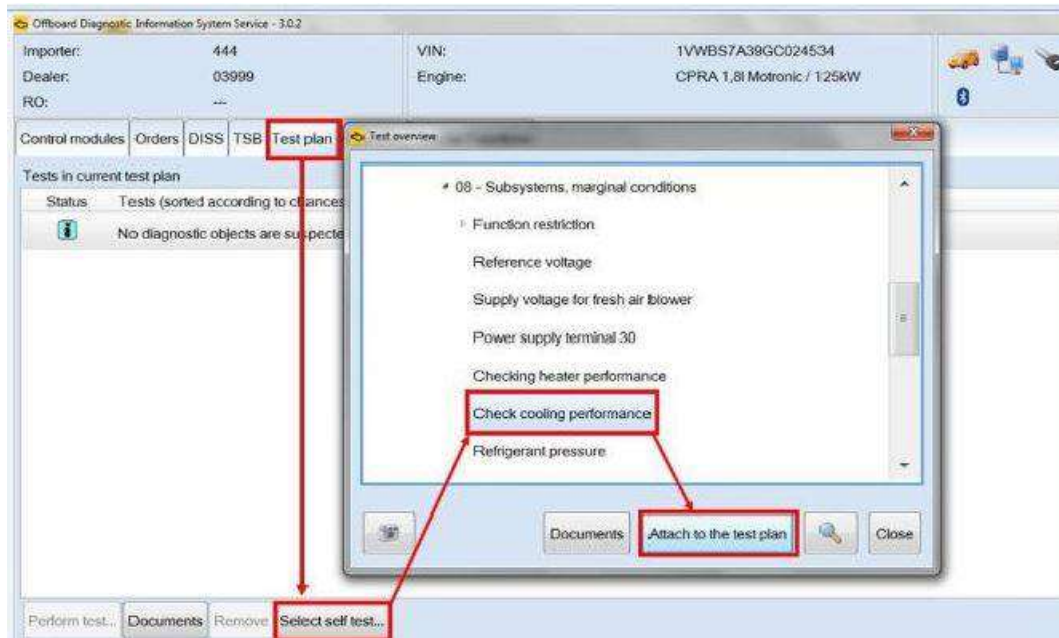 Offboard Diagnostic Information System Service - 3.0.2
Importer: 444 VIN: 1VWBS7A39GC024534
Dealer: 03999 Engine: CPRA 1,8l Motronic / 125kW
RO: ---
Control modules Orders DISS TSB Test plan
Test overview
Tests in current test plan
Status Tests (sorted according to chances
No diagnostic objects are suspecte
08 - Subsystems, marginal conditions
Function restriction
Reference voltage
Supply voltage for fresh air blower
Power supply terminal 30
Checking heater performance
Check cooling performance
Refrigerant pressure
Documents Attach to the test plan Close
Perform test... Documents Remove Select self test...